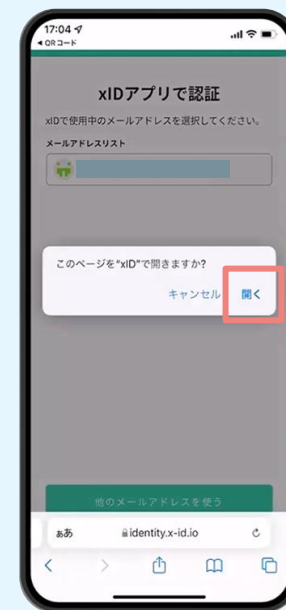 17:04
◀ QRコード
xIDアプリで認証
xIDで使用中のメールアドレスを選択してください。
メールアドレスリスト
このページを"xID"で開きますか?
キャンセル 開く
他のメールアドレスを使う
ぁあ identity.x-id.io